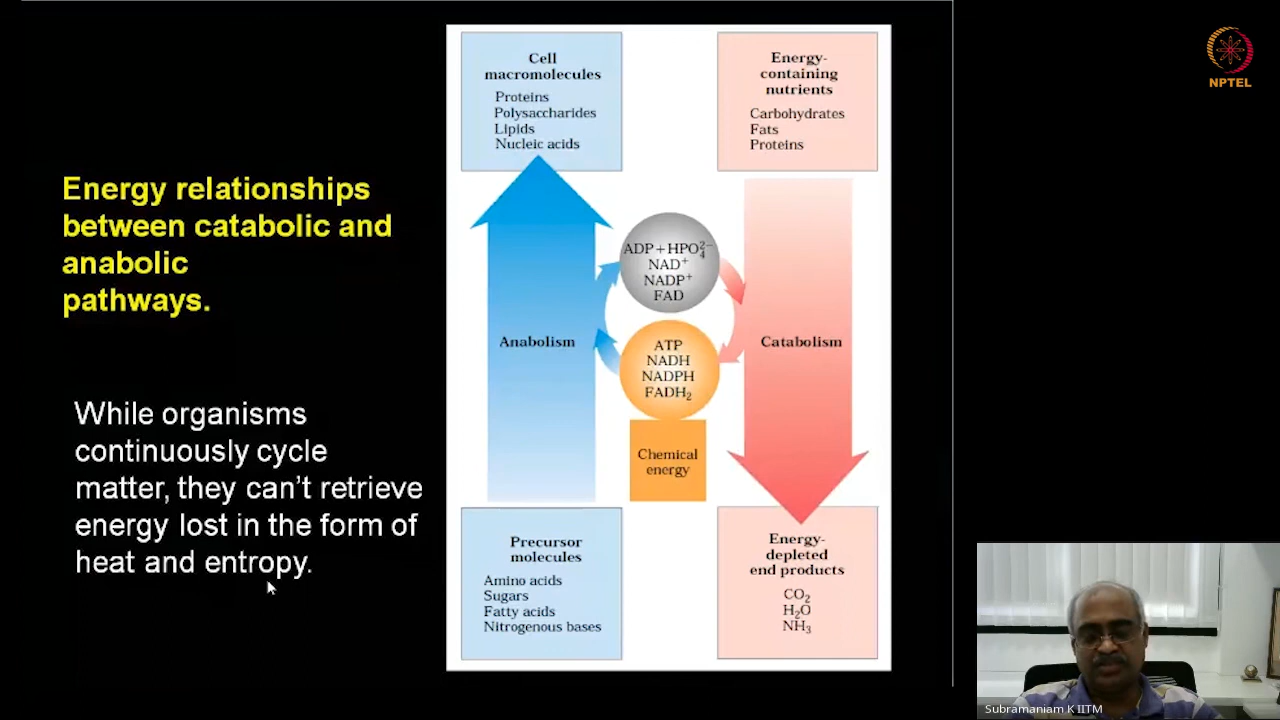 Energy relationships
between catabolic and
anabolic
pathways.
While organisms
continuously cycle
matter, they can't retrieve
energy lost in the form of
heat and entropy.
Cell
macromolecules
Proteins
Polysaccharides
Lipids
Nucleic acids
Energy-
containing
nutrients
Carbohydrates
Fats
Proteins
ADP + HPO₄²⁻
NAD⁺
NADP⁺
FAD
Anabolism
ATP
NADH
NADPH
FADH₂
Catabolism
Chemical
energy
Precursor
molecules
Amino acids
Sugars
Fatty acids
Nitrogenous bases
Energy-
depleted
end products
CO₂
H₂O
NH₃
NPTEL
Subramaniam K IITM